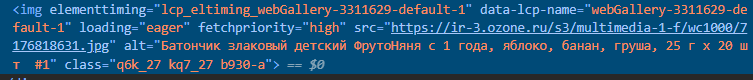 <img elementtiming="lcp_eltiming_webGallery-3311629-default-1" data-lcp-name="webGallery-3311629-de
fault-1" loading="eager" fetchpriority="high" src="https://ir-3.ozone.ru/s3/multimedia-1-f/wc1000/7
176818631.jpg" alt="Батончик злаковый детский ФрутоНяня с 1 года, яблоко, банан, груша, 25 г х 20 ш
т  #1" class="q6k_27 kq7_27 b930-a"> == $0